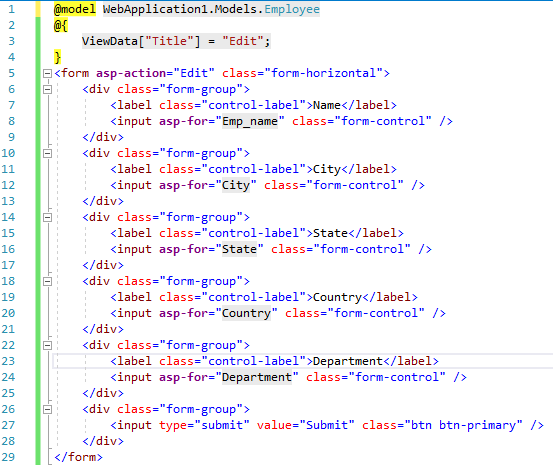 1 @model WebApplication1.Models.Employee
2 @{
3 ViewData["Title"] = "Edit";
4 }
5 <form asp-action="Edit" class="form-horizontal">
6 <div class="form-group">
7 <label class="control-label">Name</label>
8 <input asp-for="Emp_name" class="form-control" />
9 </div>
10 <div class="form-group">
11 <label class="control-label">City</label>
12 <input asp-for="City" class="form-control" />
13 </div>
14 <div class="form-group">
15 <label class="control-label">State</label>
16 <input asp-for="State" class="form-control" />
17 </div>
18 <div class="form-group">
19 <label class="control-label">Country</label>
20 <input asp-for="Country" class="form-control" />
21 </div>
22 <div class="form-group">
23 <label class="control-label">Department</label>
24 <input asp-for="Department" class="form-control" />
25 </div>
26 <div class="form-group">
27 <input type="submit" value="Submit" class="btn btn-primary" />
28 </div>
29 </form>